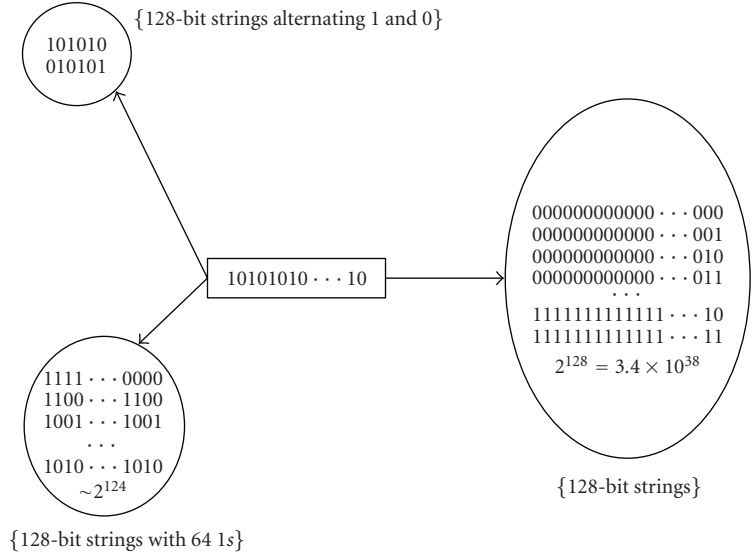 {128-bit strings alternating 1 and 0}
101010
010101
10101010 · · · 10
000000000000 · · · 000
000000000000 · · · 001
000000000000 · · · 010
000000000000 · · · 011
· · ·
1111111111111 · · · 10
1111111111111 · · · 11
2^128 = 3.4 × 10^38
{128-bit strings}
1111 · · · 0000
1100 · · · 1100
1001 · · · 1001
· · ·
1010 · · · 1010
∼2^124
{128-bit strings with 64 1s}